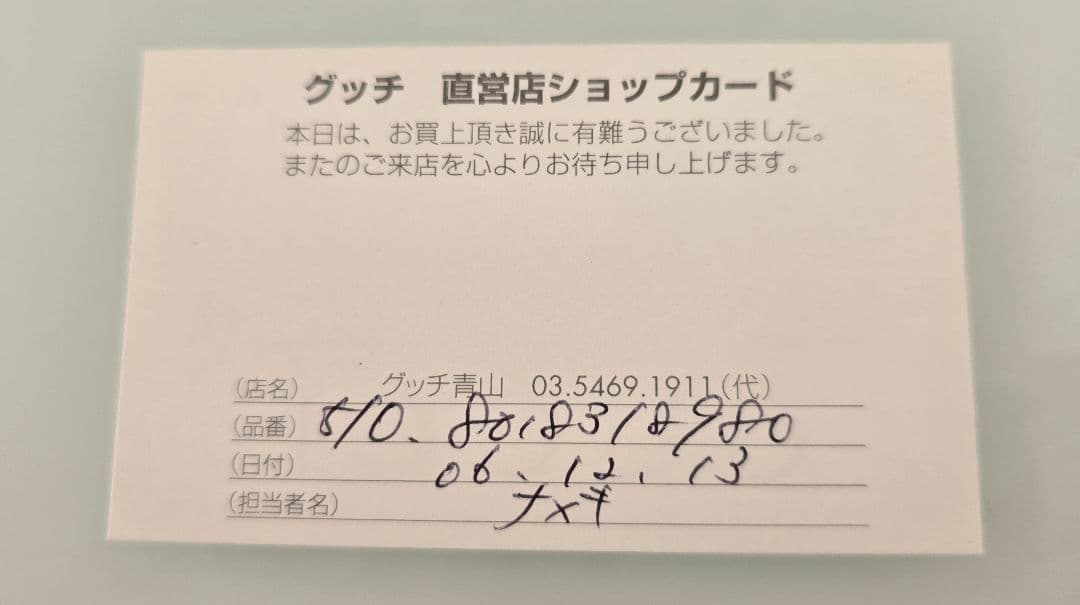 グッチ 直営店ショップカード
本日は、お買上頂き誠に有難うございました。
またのご来店を心よりお待ち申し上げます。
(店名) グッチ青山 03.5469.1911(代)
(品番)
(日付) 06.12.13
(担当者名)